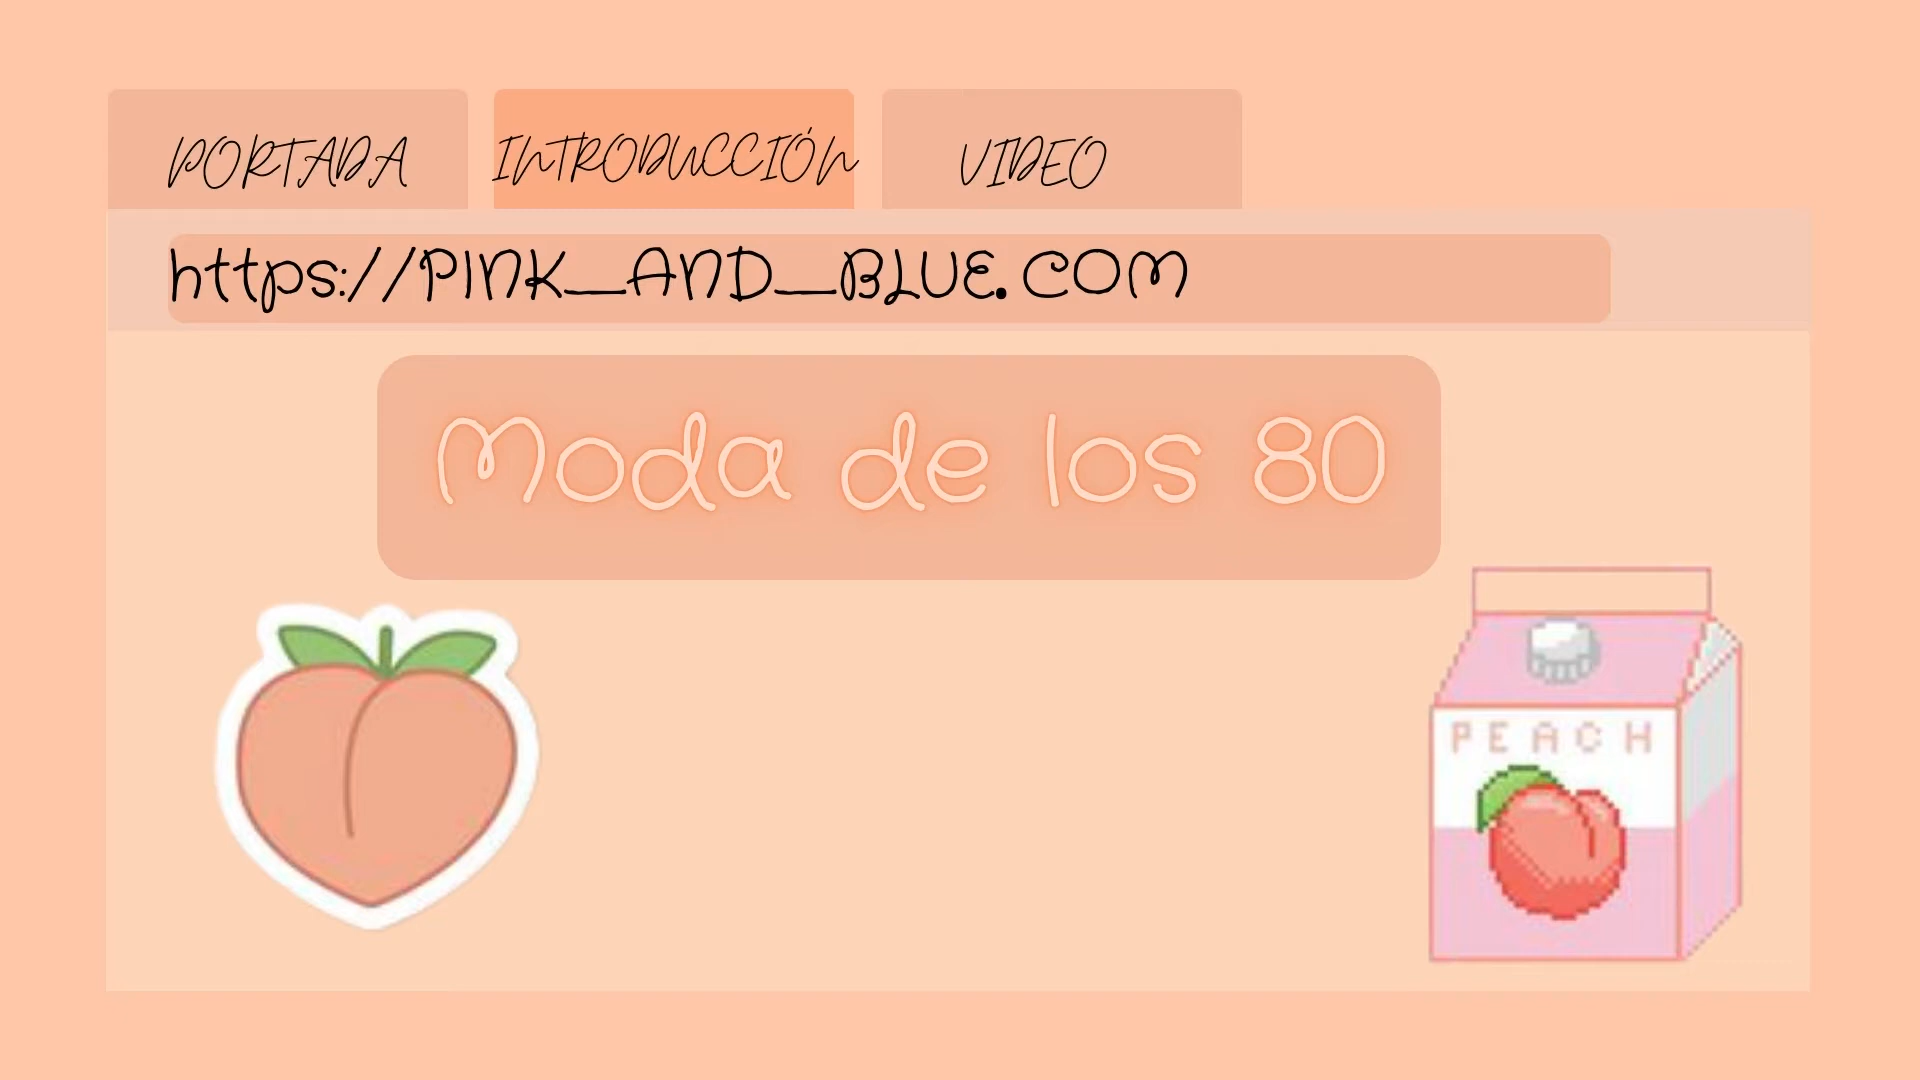 PORTADA INTRODUCCIÓN VIDEO
https://PINK_AND_BLUE.COM
Moda de los 80
PEACH